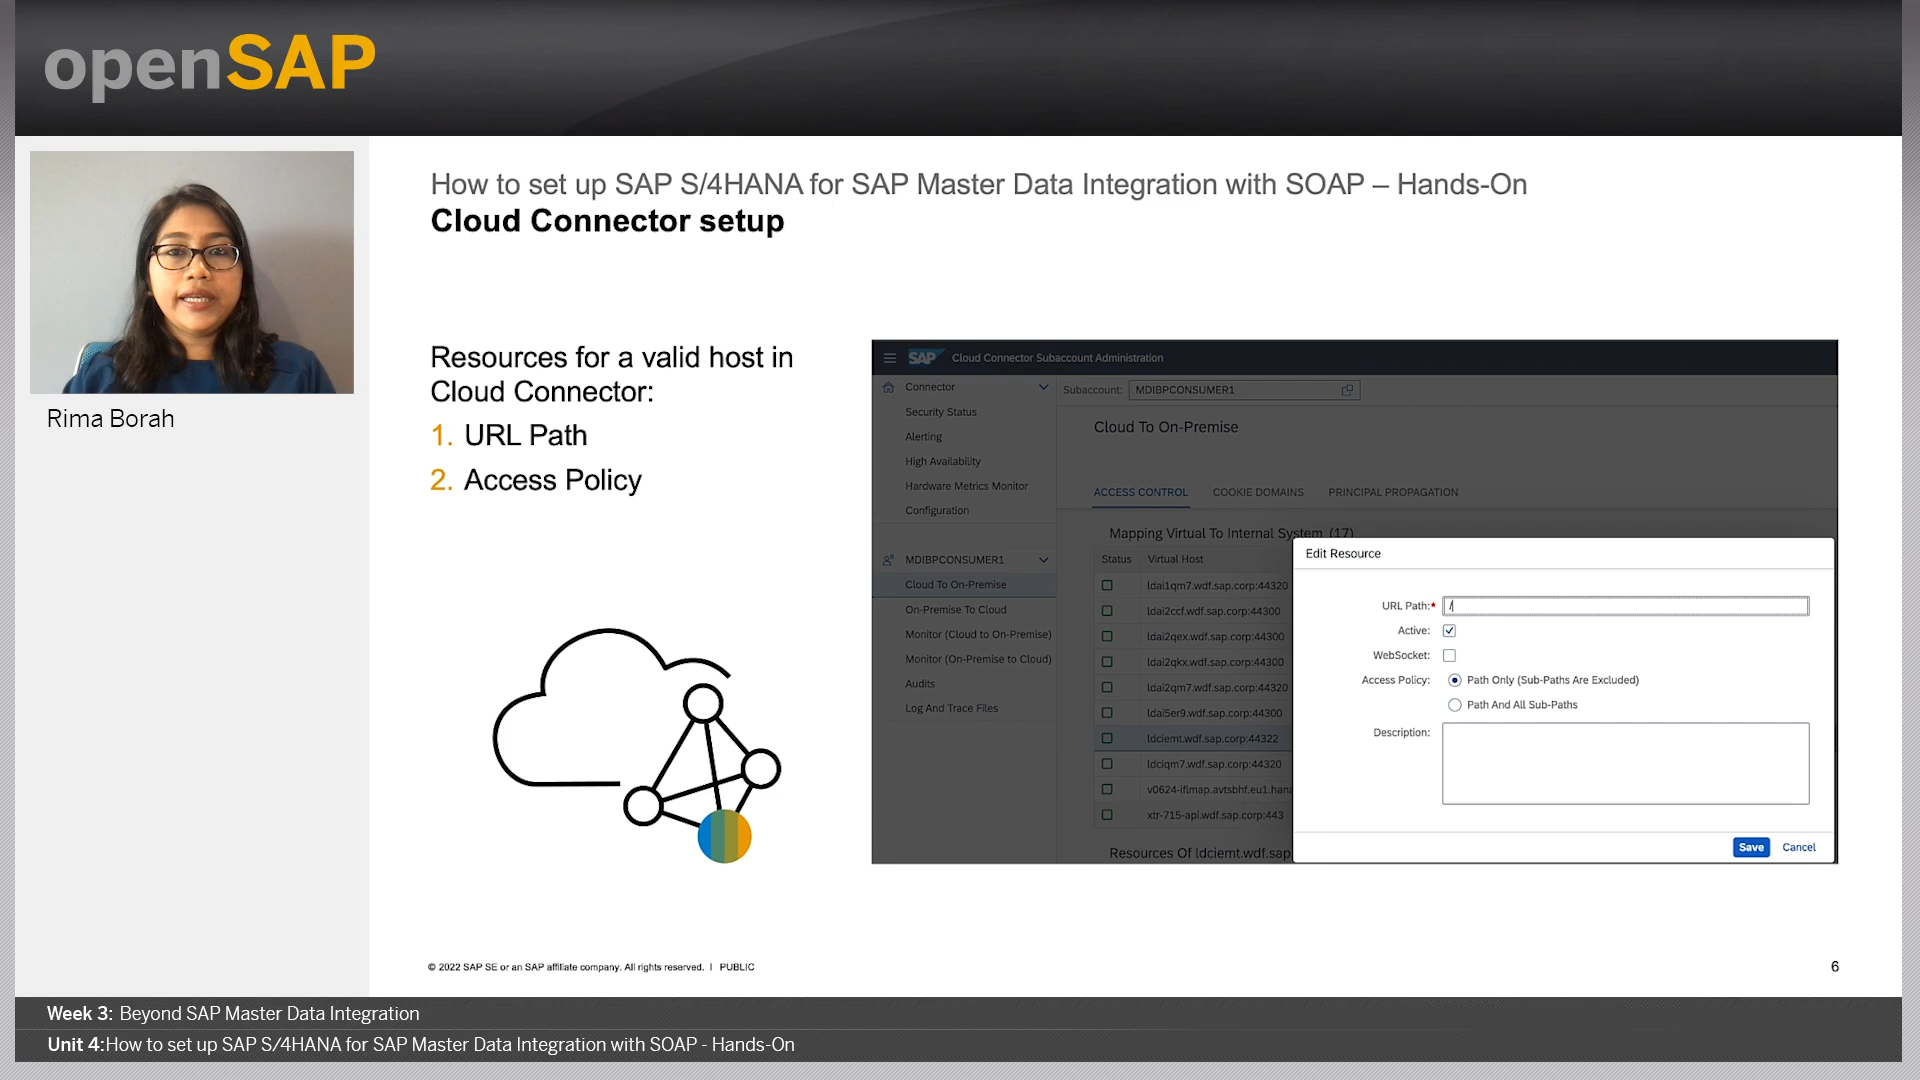 openSAP
Rima Borah
How to set up SAP S/4HANA for SAP Master Data Integration with SOAP – Hands-On
Cloud Connector setup
Resources for a valid host in
Cloud Connector:
1. URL Path
2. Access Policy
SAP Cloud Connector Subaccount Administration
Connector
Security Status
Alerting
High Availability
Hardware Metrics Monitor
Configuration
MDIBPCONSUMER1
Cloud To On-Premise
On-Premise To Cloud
Monitor (Cloud to On-Premise)
Monitor (On-Premise to Cloud)
Audits
Log And Trace Files
Subaccount: MDIBPCONSUMER1
Cloud To On-Premise
ACCESS CONTROL COOKIE DOMAINS PRINCIPAL PROPAGATION
Mapping Virtual To Internal System (17)
Status Virtual Host
ldai1qm7.wdf.sap.corp:44320
ldai2ccf.wdf.sap.corp:44300
ldai2qex.wdf.sap.corp:44300
ldai2qkx.wdf.sap.corp:44300
ldai2qm7.wdf.sap.corp:44320
ldai5er9.wdf.sap.corp:44300
ldciemt.wdf.sap.corp:44322
ldciqm7.wdf.sap.corp:44320
v0624-iflmap.avtsbhf.eu1.hana
xtr-715-api.wdf.sap.corp:443
Resources Of ldciemt.wdf.sap
Edit Resource
URL Path:* /
Active:
WebSocket:
Access Policy: Path Only (Sub-Paths Are Excluded)
Path And All Sub-Paths
Description:
Save Cancel
© 2022 SAP SE or an SAP affiliate company. All rights reserved. | PUBLIC
6
Week 3: Beyond SAP Master Data Integration
Unit 4:How to set up SAP S/4HANA for SAP Master Data Integration with SOAP - Hands-On